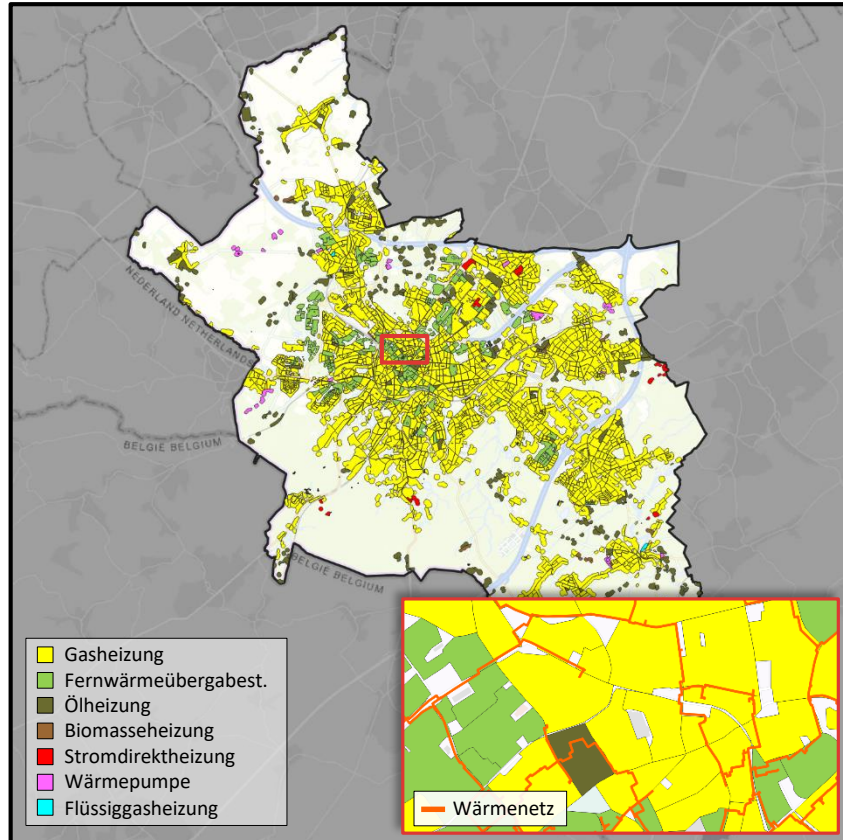 NEDERLAND NETHERLANDS
BELGIË BELGIUM
BELGIË BELGIUM
Gasheizung
Fernwärmeübergabest.
Ölheizung
Biomasseheizung
Stromdirektheizung
Wärmepumpe
Flüssiggasheizung
Wärmenetz